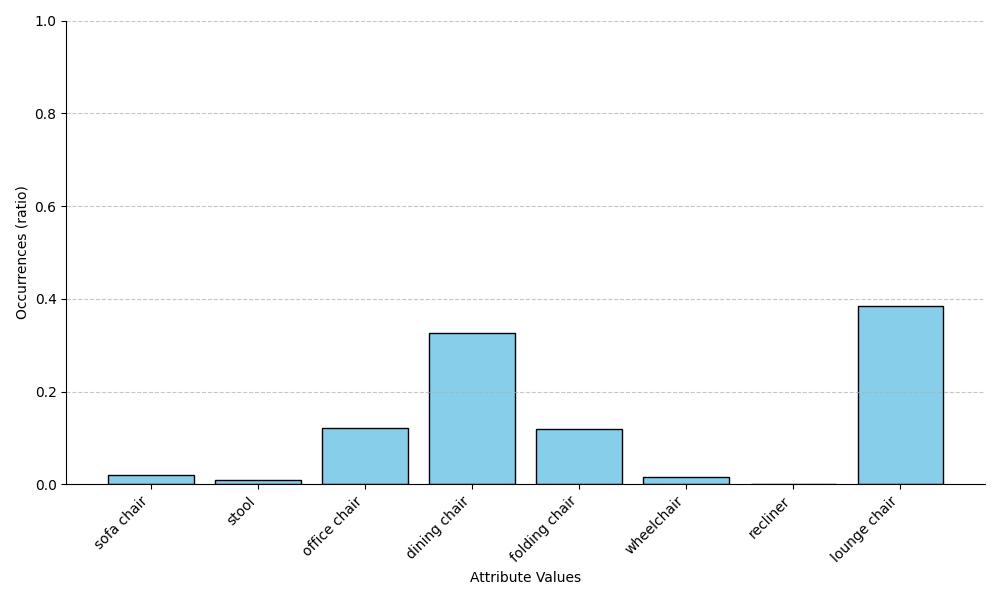 1.0
0.8
0.6
0.4
0.2
0.0
Occurrences (ratio)
sofa chair
stool
office chair
dining chair
folding chair
wheelchair
recliner
lounge chair
Attribute Values